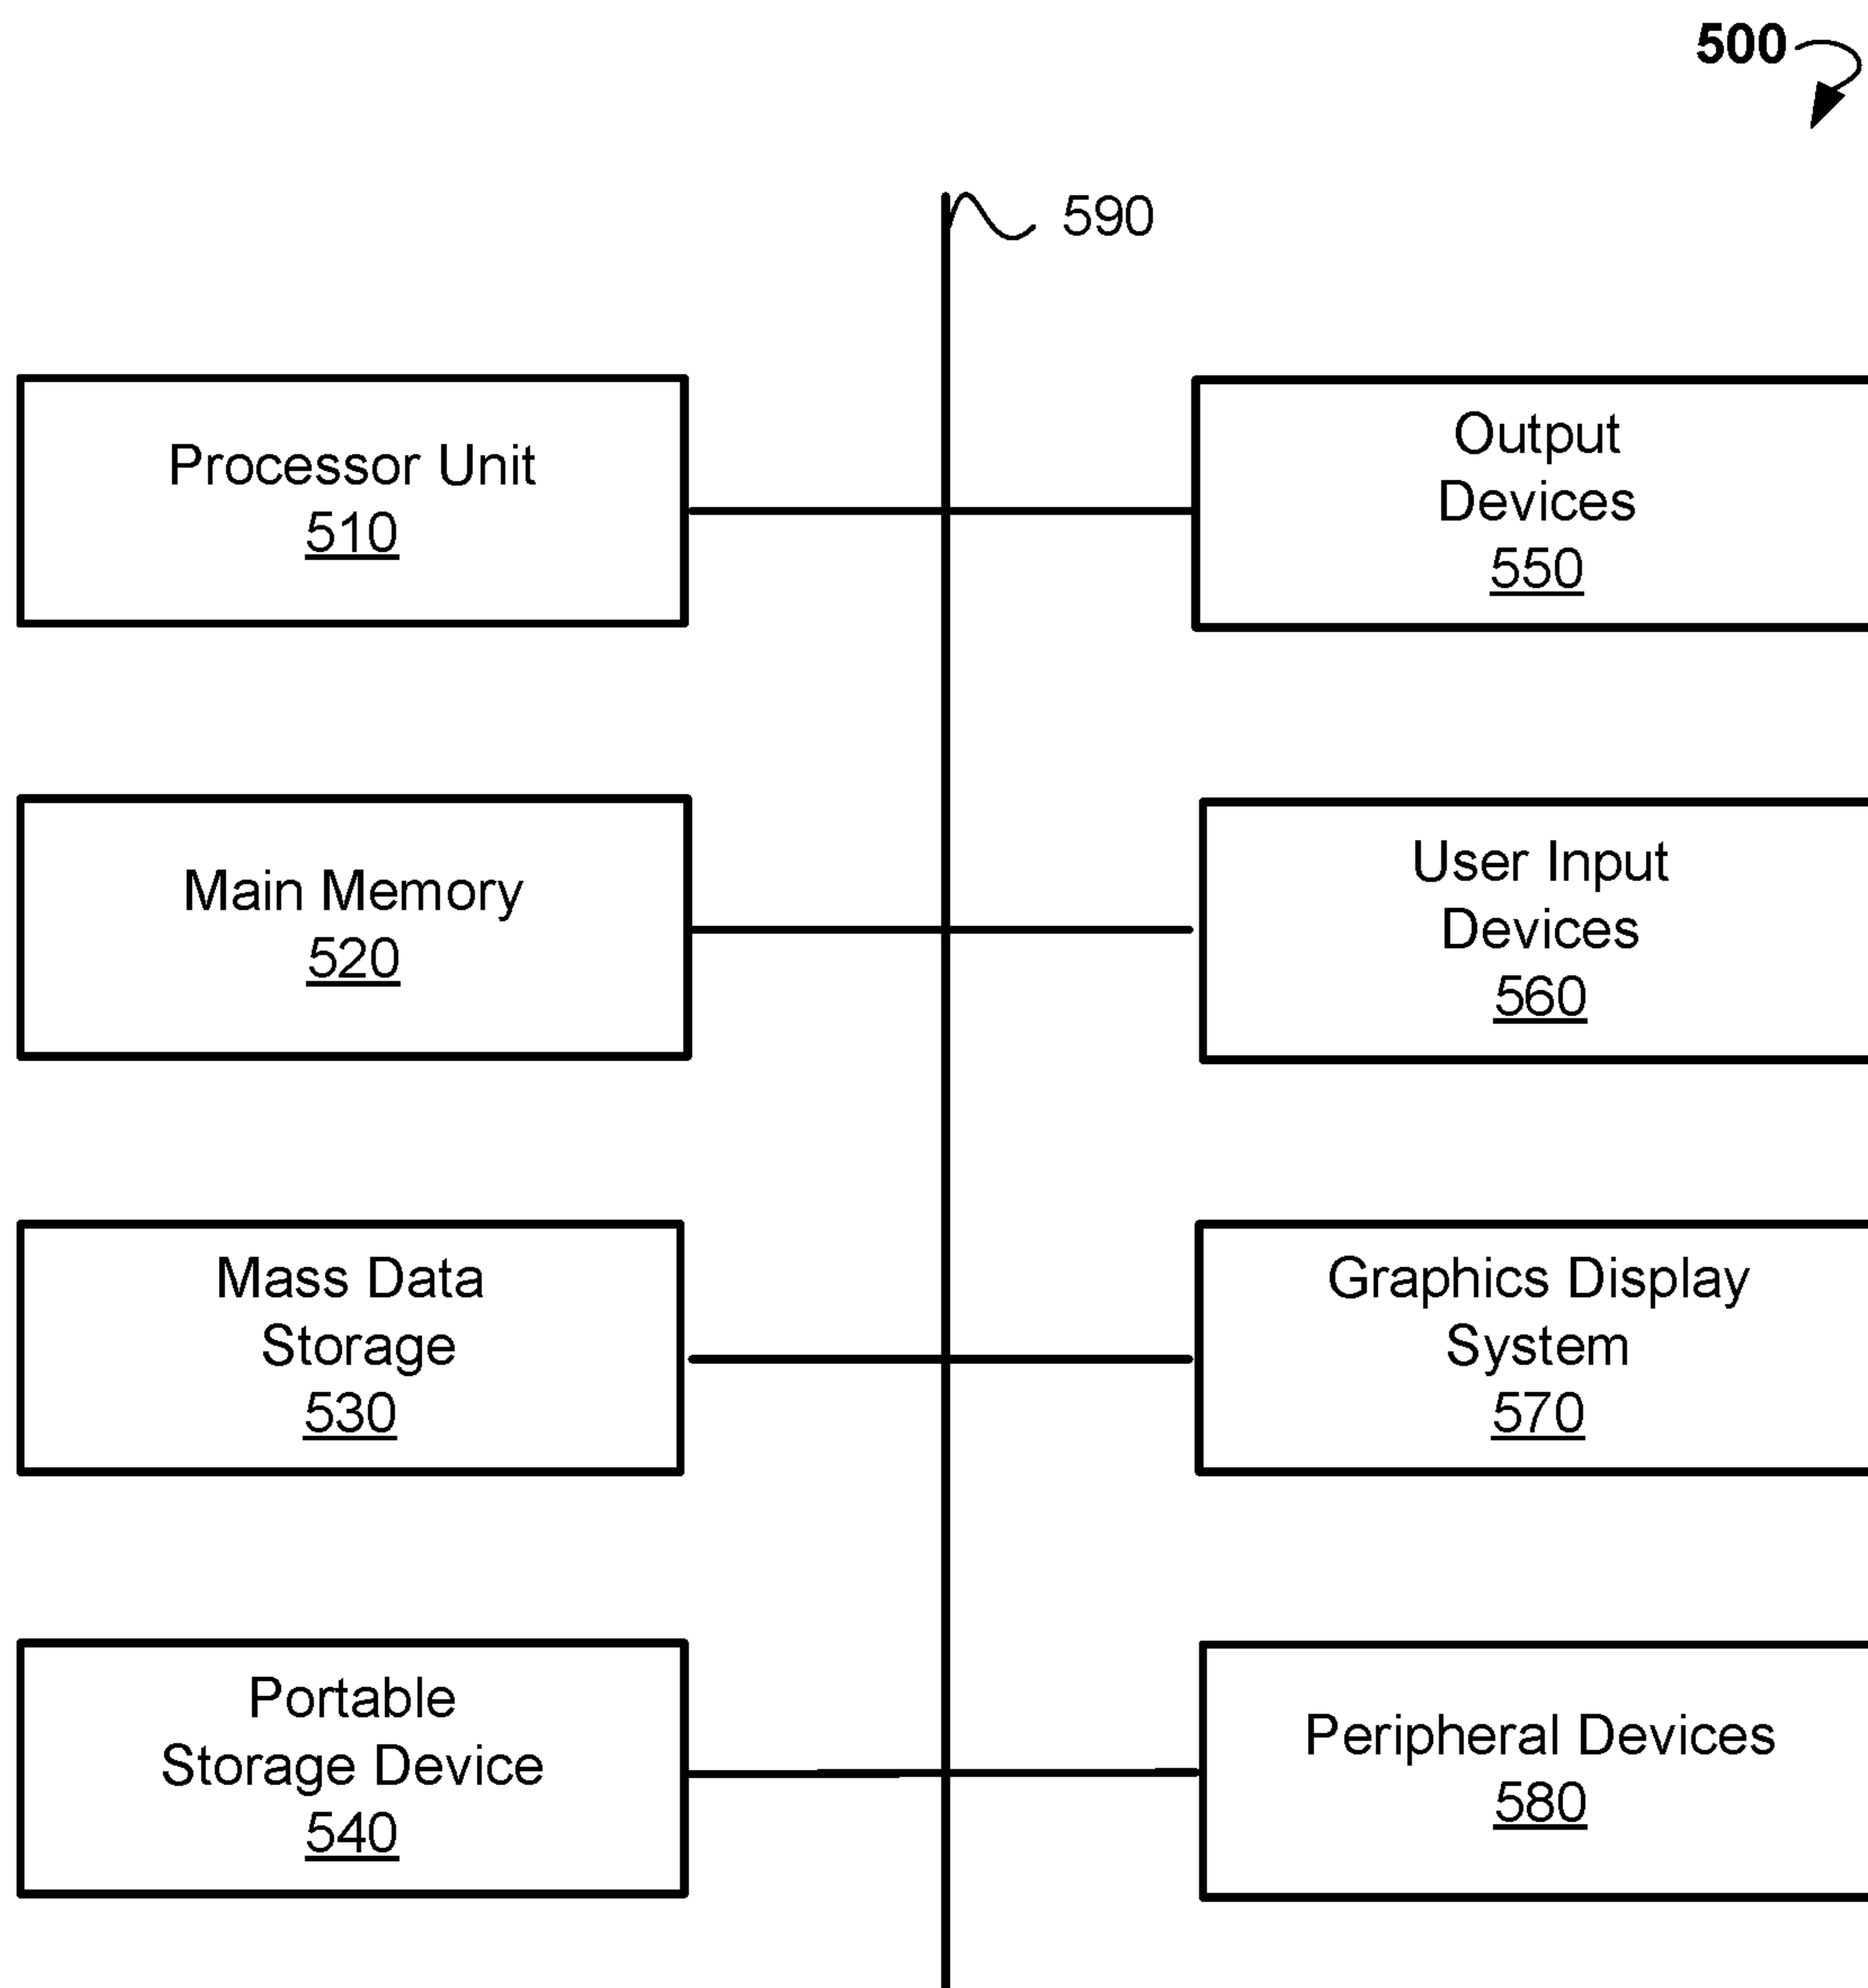 500
590
Processor Unit
510
Output
Devices
550
Main Memory
520
User Input
Devices
560
Mass Data
Storage
530
Graphics Display
System
570
Portable
Storage Device
540
Peripheral Devices
580